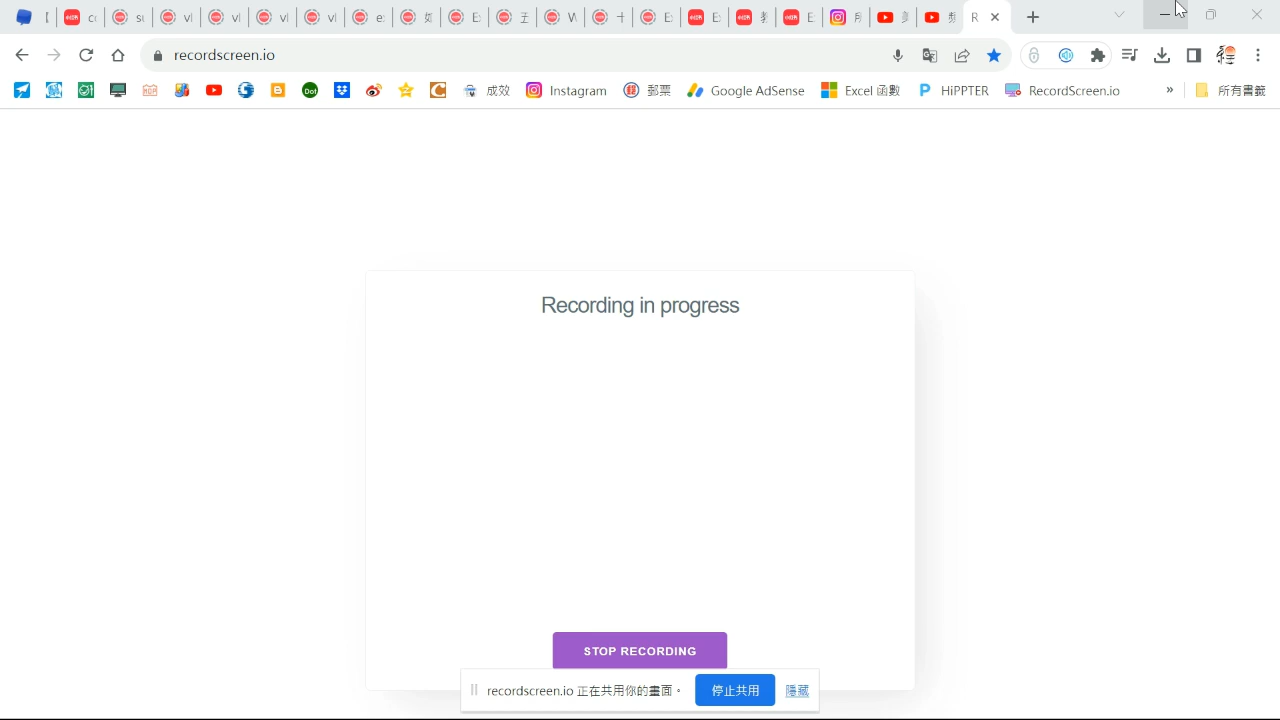 R
recordscreen.io
成效
Instagram
郵票
Google AdSense
Excel 函數
HiPPTER
RecordScreen.io
»
所有書籤
Recording in progress
STOP RECORDING
recordscreen.io 正在共用你的畫面。
停止共用
隱藏